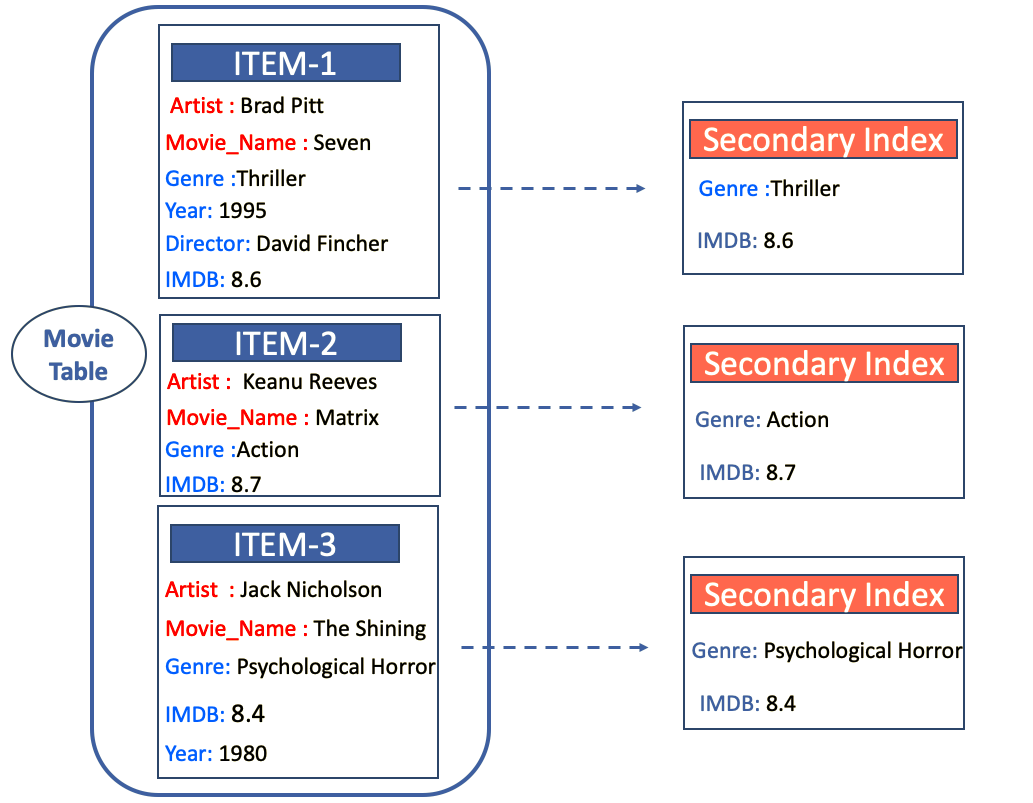 ITEM-1
Artist : Brad Pitt
Movie_Name : Seven
Genre :Thriller
Year: 1995
Director: David Fincher
IMDB: 8.6
Movie
Table
ITEM-2
Artist :  Keanu Reeves
Movie_Name : Matrix
Genre :Action
IMDB: 8.7
ITEM-3
Artist  : Jack Nicholson
Movie_Name : The Shining
Genre: Psychological Horror
IMDB: 8.4
Year: 1980
Secondary Index
Genre :Thriller
IMDB: 8.6
Secondary Index
Genre: Action
IMDB: 8.7
Secondary Index
Genre: Psychological Horror
IMDB: 8.4